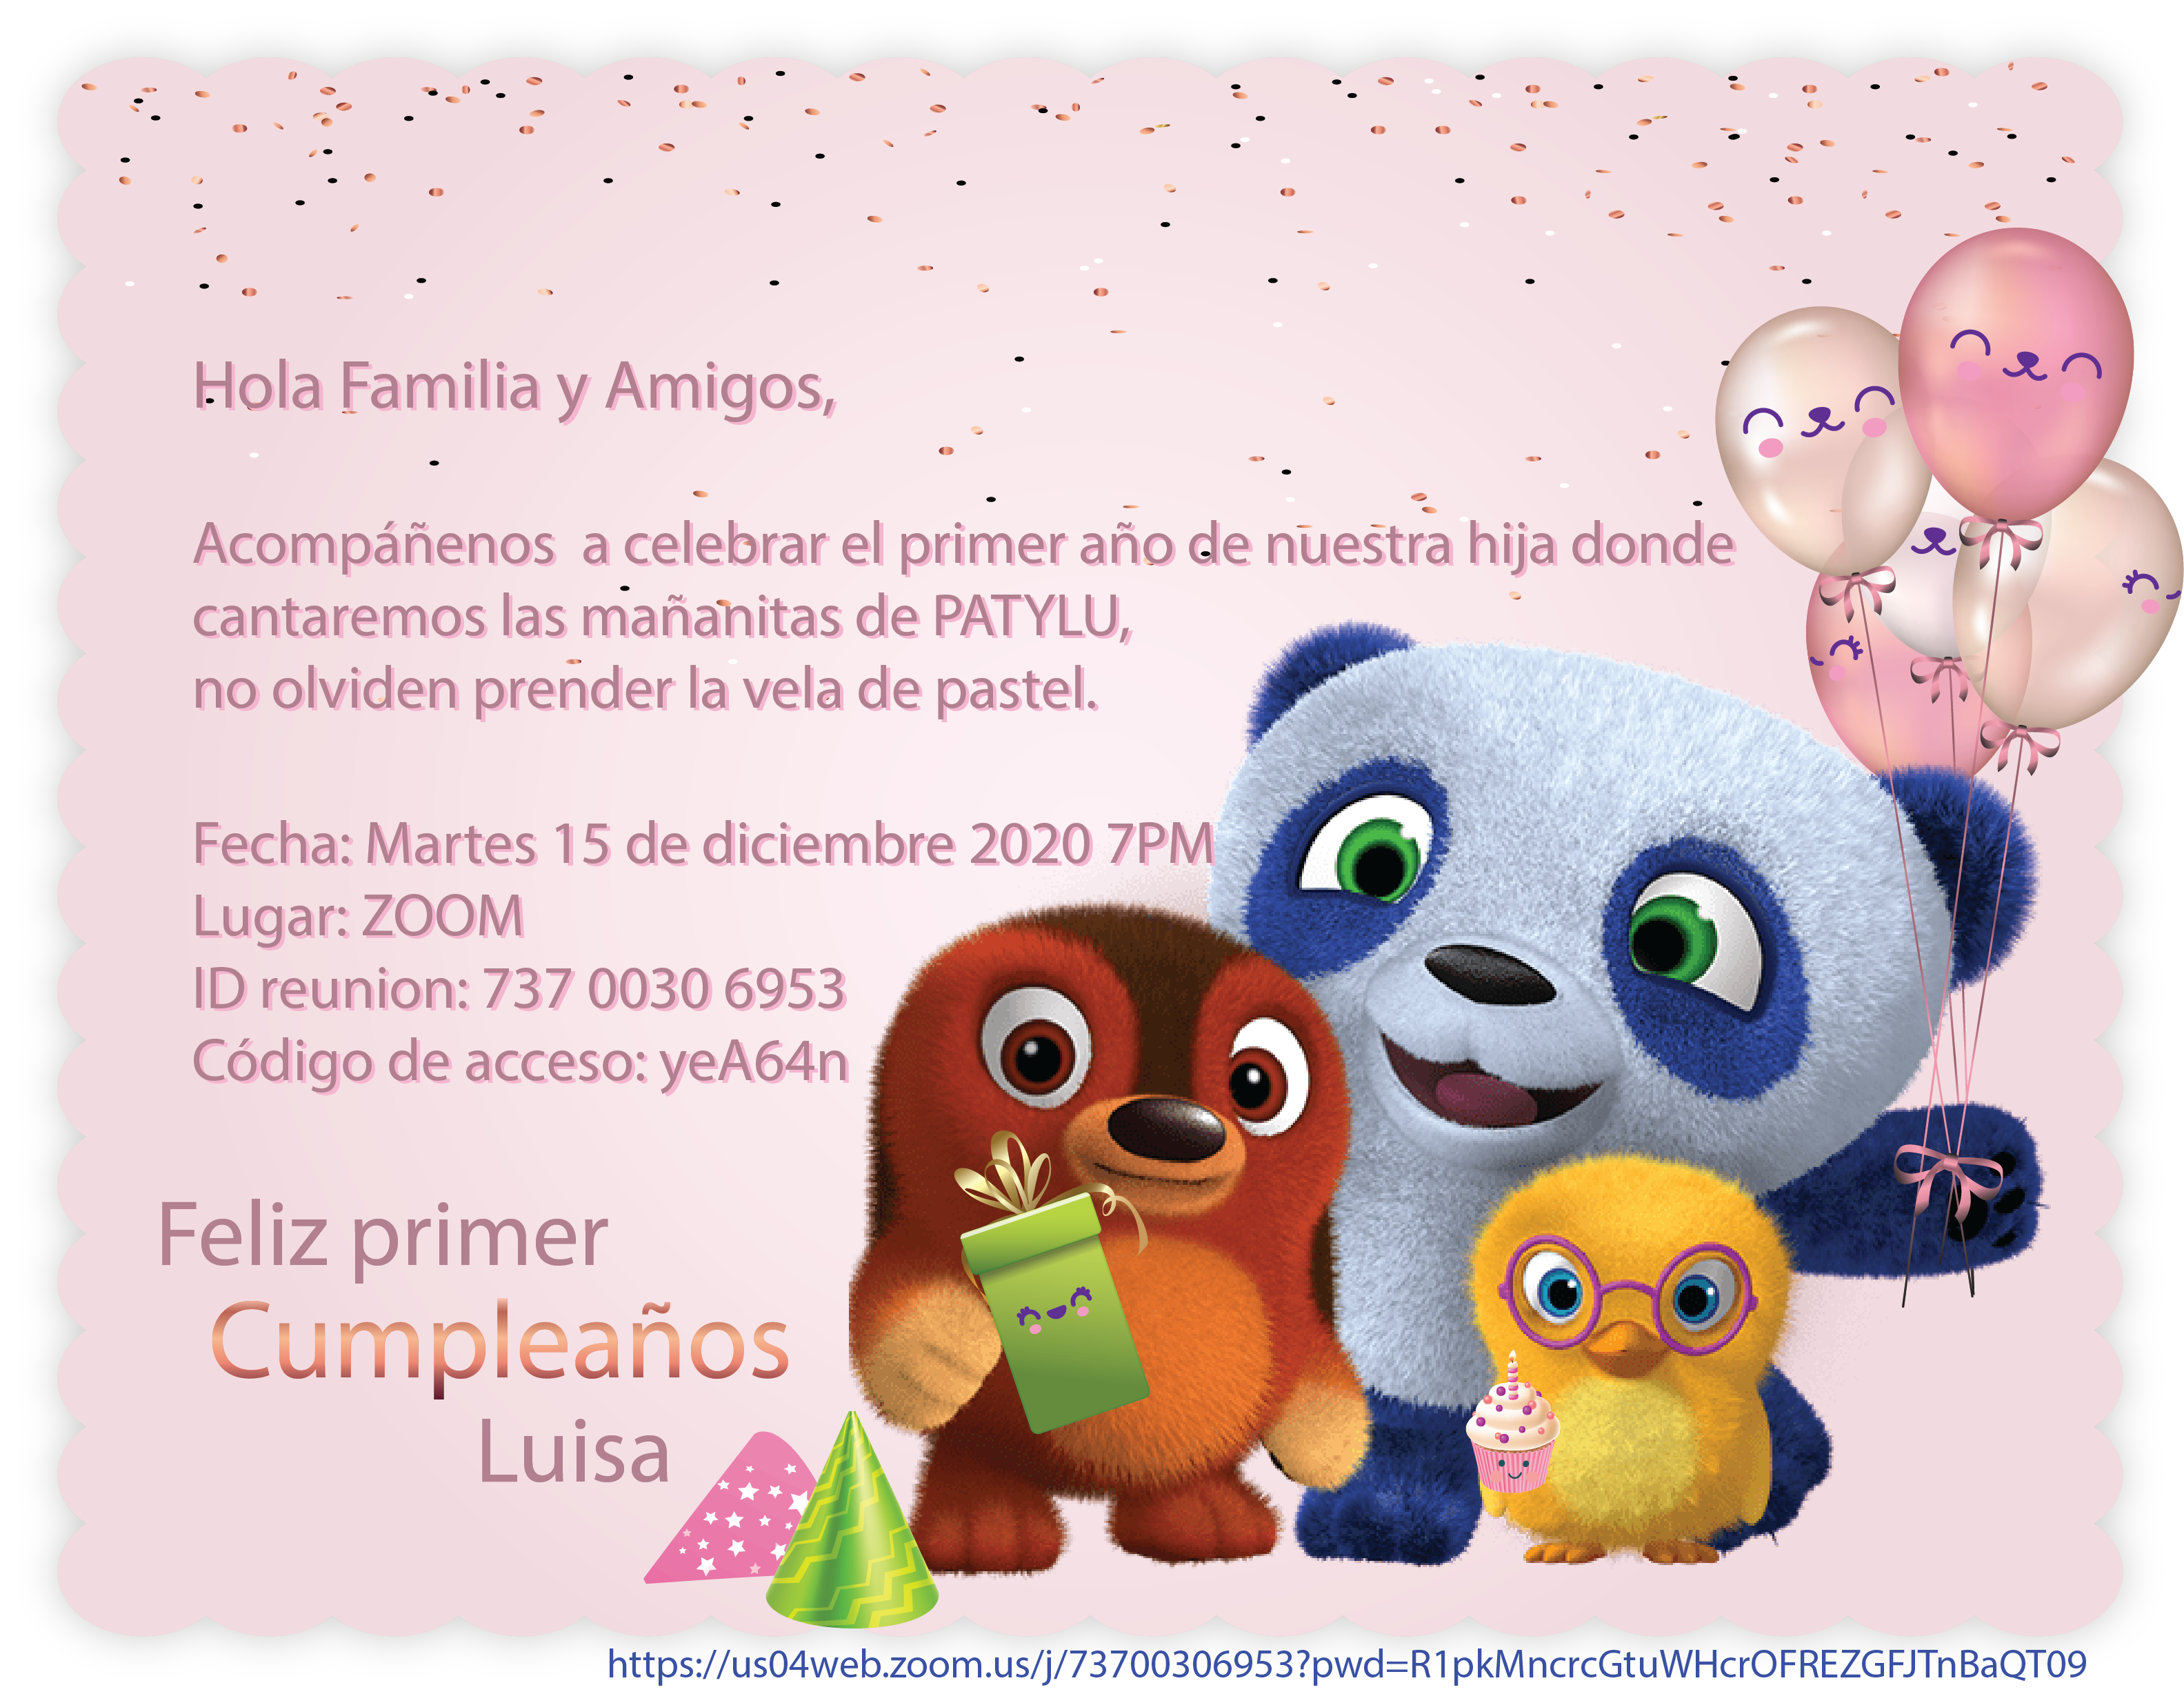 Hola Familia y Amigos,
Acompáñenos a celebrar el primer año de nuestra hija donde
cantaremos las mañanitas de PATYLU,
no olviden prender la vela de pastel.
Fecha: Martes 15 de diciembre 2020 7PM
Lugar: ZOOM
ID reunion: 737 0030 6953
Código de acceso: yeA64n
Feliz primer
Cumpleaños
Luisa
https://us04web.zoom.us/j/73700306953?pwd=R1pkMncrcGtuWHcrOFREZGFJTnBaQT09